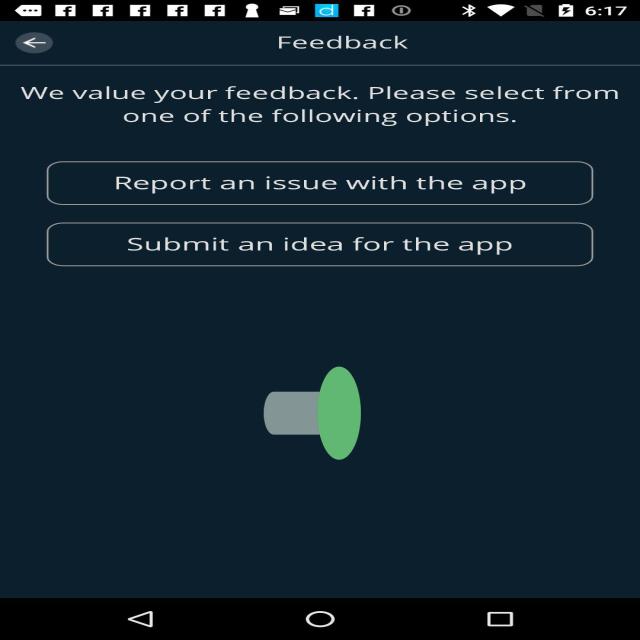 6:17
Feedback
We value your feedback. Please select from
one of the following options.
Report an issue with the app
Submit an idea for the app